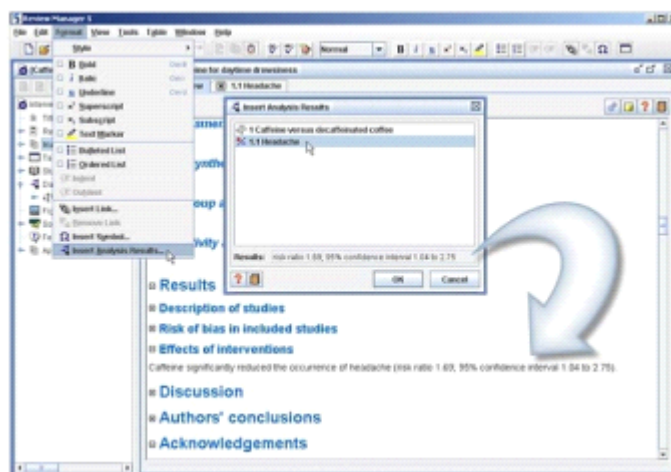 Review Manager 5
File Edit Format View Tools Table Window Help
Style
Normal
B I u
Bold
Italic
Underline
Superscript
Subscript
Text Marker
Bulleted List
Ordered List
Indent
Outdent
Insert Link...
Remove Link
Insert Symbol...
Insert Analysis Results...
for daytime drowsiness
1.1 Headache
Insert Analysis Results
1 Caffeine versus decaffeinated coffee
1.1 Headache
Results: risk ratio 1.69, 95% confidence interval 1.04 to 2.75
OK Cancel
Results
Description of studies
Risk of bias in included studies
Effects of interventions
Caffeine significantly reduced the occurrence of headache (risk ratio 1.69, 95% confidence interval 1.04 to 2.75).
Discussion
Authors' conclusions
Acknowledgements